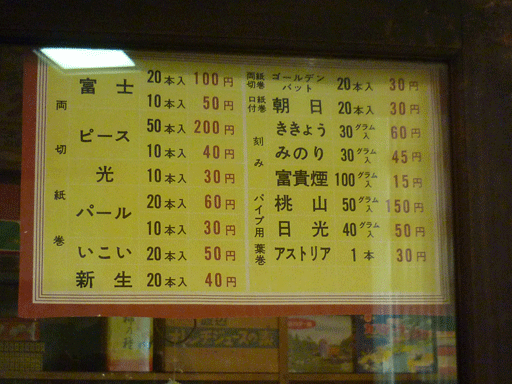 両切紙巻
富士 20本入 100円
10本入 50円
ピース 50本入 200円
10本入 40円
光 10本入 30円
パール 20本入 60円
10本入 30円
いこい 20本入 50円
新生 20本入 40円
両切紙巻 ゴールデンバット 20本入 30円
口付紙巻 朝日 20本入 30円
刻み
ききょう 30グラム入 60円
みのり 30グラム入 45円
富貴煙 100グラム入 15円
パイプ用
桃山 50グラム入 150円
日光 40グラム入 50円
葉巻 アストリア 1本 30円